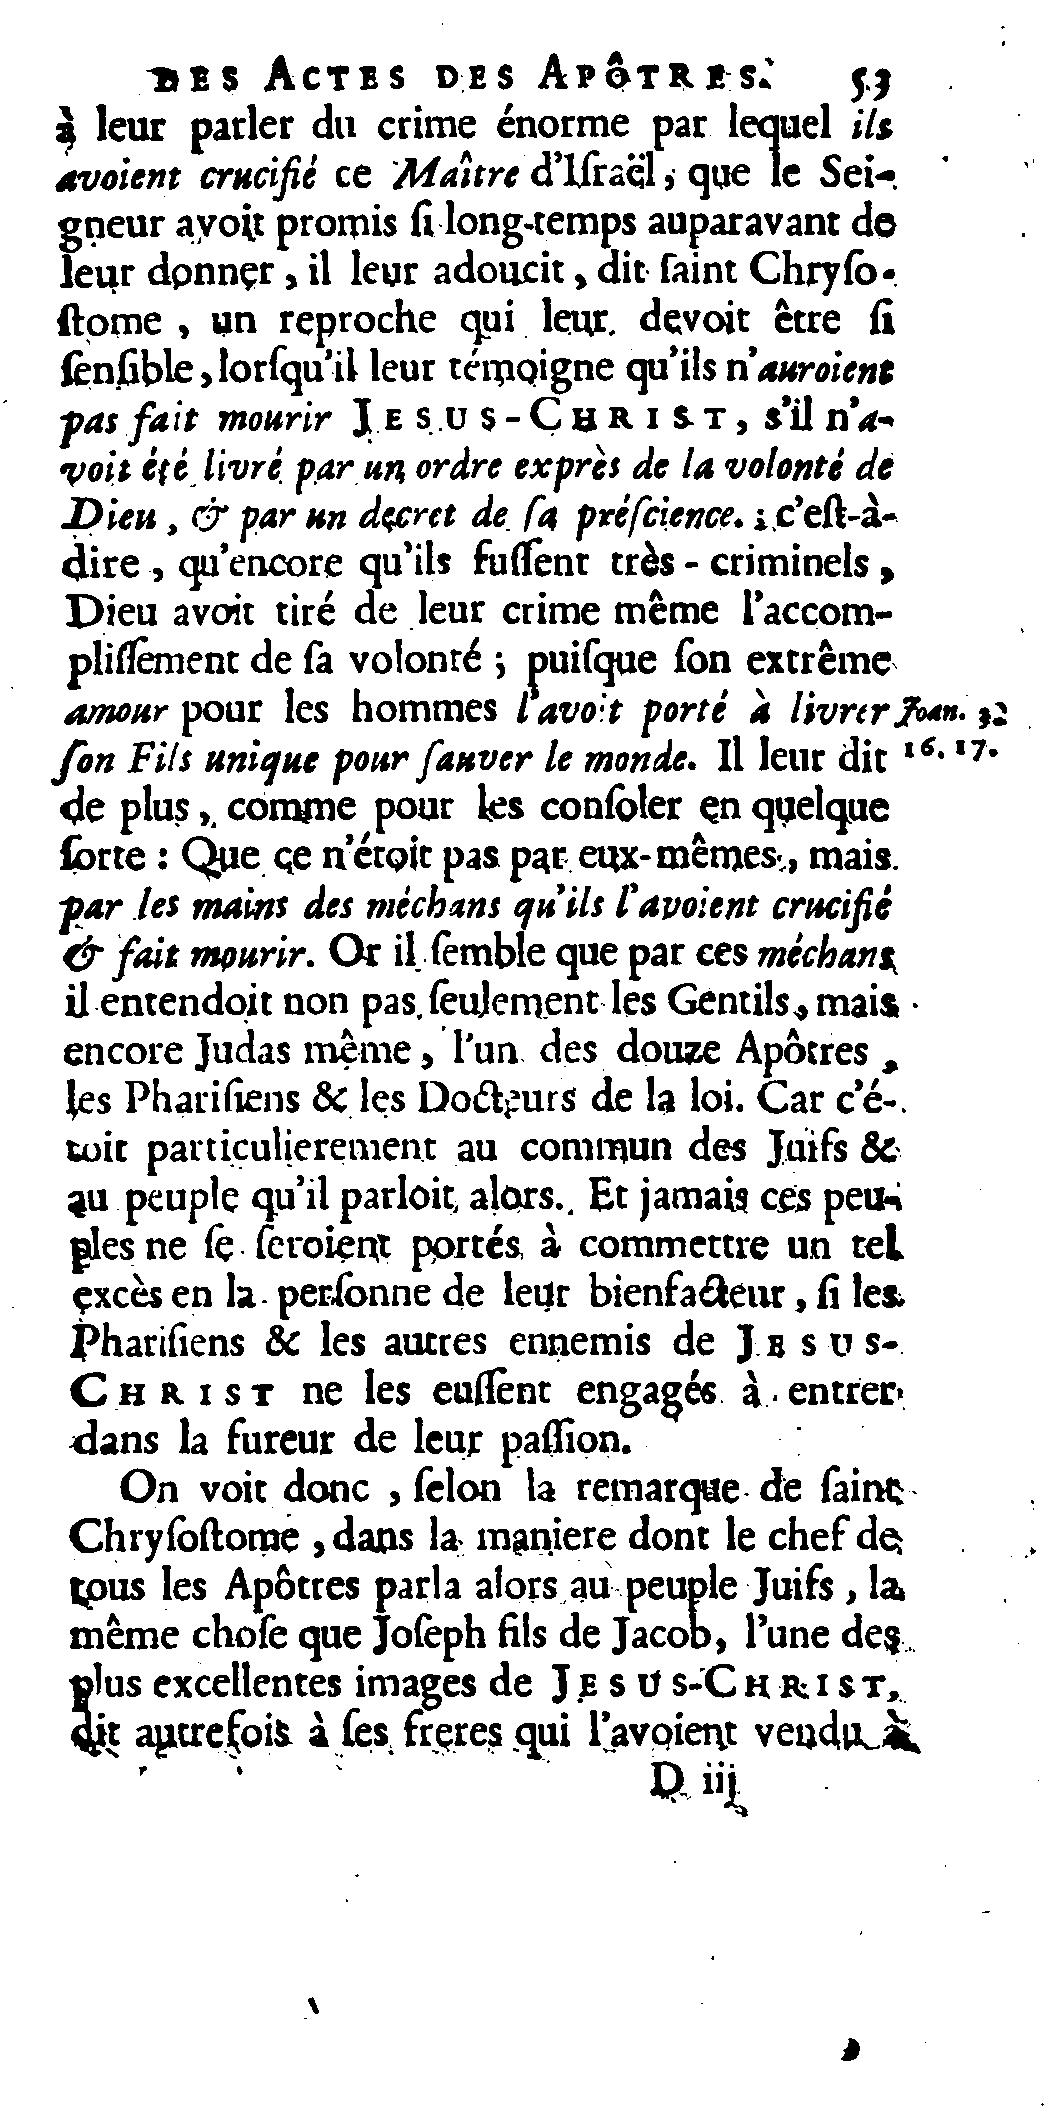 DES ACTES DES APÔTRES. 53
à leur parler du crime énorme par lequel ils
avoient crucifié ce Maître d'Iſraël, que le Sei-
gneur avoit promis ſi long-temps auparavant de
leur donner, il leur adoucit, dit ſaint Chryſo-
ſtome, un reproche qui leur devoit être ſi
ſenſible, lorſqu'il leur témoigne qu'ils n'auroient
pas fait mourir JESUS-CHRIST, s'il n'a-
voit été livré par un ordre exprès de la volonté de
Dieu, & par un decret de ſa préſcience. ; c'eſt-à-
dire, qu'encore qu'ils fuſſent très-criminels,
Dieu avoit tiré de leur crime même l'accom-
pliſſement de ſa volonté ; puiſque ſon extrême
amour pour les hommes l'avoit porté à livrer
ſon Fils unique pour ſauver le monde. Il leur dit
Joan. 3.
16. 17.
de plus, comme pour les conſoler en quelque
ſorte : Que ce n'étoit pas par eux-mêmes, mais
par les mains des méchans qu'ils l'avoient crucifié
& fait mourir. Or il ſemble que par ces méchans
il entendoit non pas ſeulement les Gentils, mais
encore Judas même, l'un des douze Apôtres,
les Phariſiens & les Docteurs de la loi. Car c'é-
toit particulierement au commun des Juifs &
au peuple qu'il parloit alors. Et jamais ces peu-
ples ne ſe ſeroient portés à commettre un tel
excès en la perſonne de leur bienfacteur, ſi les
Phariſiens & les autres ennemis de JESUS-
CHRIST ne les euſſent engagés à entrer
dans la fureur de leur paſſion.
On voit donc, ſelon la remarque de ſaint
Chryſoſtome, dans la maniere dont le chef de
tous les Apôtres parla alors au peuple Juifs, la
même choſe que Joſeph fils de Jacob, l'une des
plus excellentes images de JESUS-CHRIST,
dit autrefois à ſes freres qui l'avoient vendu à
D iij